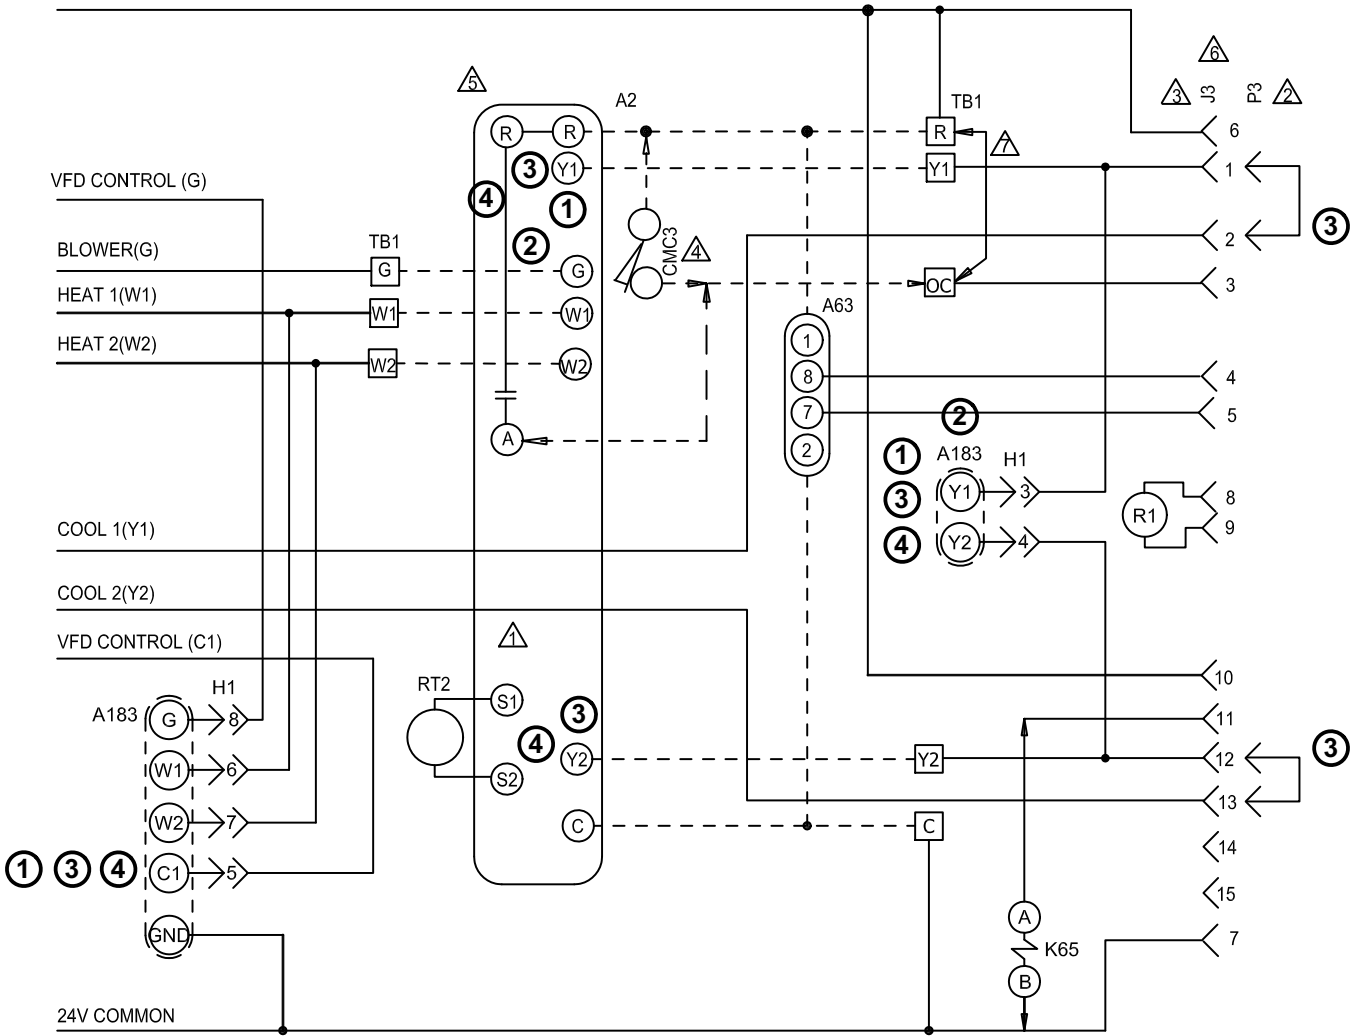 6
5
A2
TB1
3
J3
P3
2
R
R
R
6
7
3
Y1
Y1
1
VFD CONTROL (G)
4
1
3
2
TB1
BLOWER(G)
2
CMC3
4
G
G
OC
3
HEAT 1(W1)
W1
W1
A63
1
HEAT 2(W2)
W2
W2
8
4
7
5
2
A
2
1
A183
H1
3
Y1
3
8
R1
4
Y2
4
9
COOL 1(Y1)
COOL 2(Y2)
VFD CONTROL (C1)
1
RT2
S1
10
A183
H1
G
8
3
11
4
3
Y2
Y2
12
W1
6
S2
13
W2
7
C
C
14
1
3
4
C1
5
15
A
GND
7
K65
B
24V COMMON